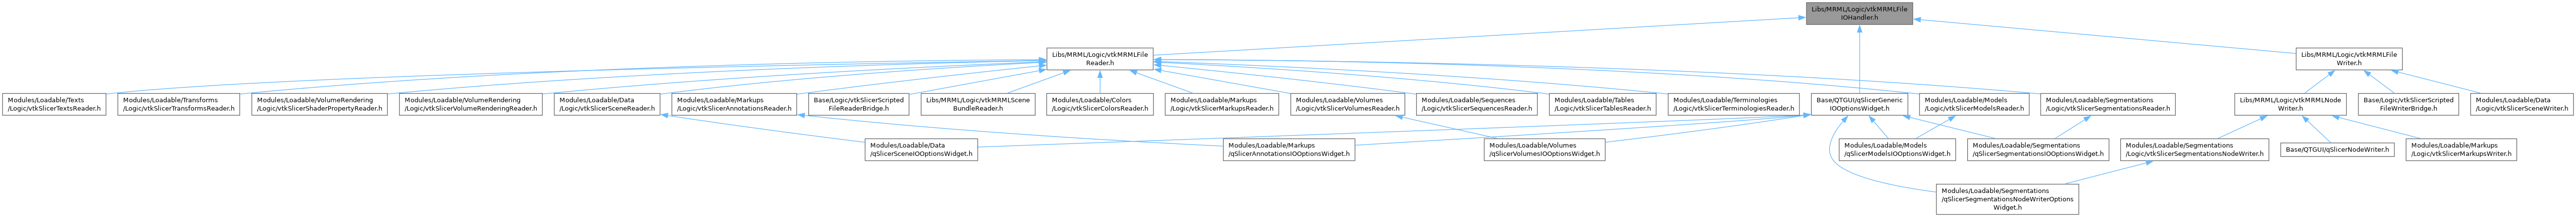 Libs/MRML/Logic/vtkMRMLFile
IOHandler.h
Libs/MRML/Logic/vtkMRMLFile
Reader.h
Libs/MRML/Logic/vtkMRMLFile
Writer.h
Modules/Loadable/Texts
/Logic/vtkSlicerTextsReader.h
Modules/Loadable/Transforms
/Logic/vtkSlicerTransformsReader.h
Modules/Loadable/VolumeRendering
/Logic/vtkSlicerShaderPropertyReader.h
Modules/Loadable/VolumeRendering
/Logic/vtkSlicerVolumeRenderingReader.h
Modules/Loadable/Data
/Logic/vtkSlicerSceneReader.h
Modules/Loadable/Markups
/Logic/vtkSlicerAnnotationsReader.h
Base/Logic/vtkSlicerScripted
FileReaderBridge.h
Libs/MRML/Logic/vtkMRMLScene
BundleReader.h
Modules/Loadable/Colors
/Logic/vtkSlicerColorsReader.h
Modules/Loadable/Markups
/Logic/vtkSlicerMarkupsReader.h
Modules/Loadable/Volumes
/Logic/vtkSlicerVolumesReader.h
Modules/Loadable/Sequences
/Logic/vtkSlicerSequencesReader.h
Modules/Loadable/Tables
/Logic/vtkSlicerTablesReader.h
Modules/Loadable/Terminologies
/Logic/vtkSlicerTerminologiesReader.h
Base/QTGUI/qSlicerGeneric
IOOptionsWidget.h
Modules/Loadable/Models
/Logic/vtkSlicerModelsReader.h
Modules/Loadable/Segmentations
/Logic/vtkSlicerSegmentationsReader.h
Libs/MRML/Logic/vtkMRMLNode
Writer.h
Base/Logic/vtkSlicerScripted
FileWriterBridge.h
Modules/Loadable/Data
/Logic/vtkSlicerSceneWriter.h
Modules/Loadable/Data
/qSlicerSceneIOOptionsWidget.h
Modules/Loadable/Markups
/qSlicerAnnotationsIOOptionsWidget.h
Modules/Loadable/Volumes
/qSlicerVolumesIOOptionsWidget.h
Modules/Loadable/Models
/qSlicerModelsIOOptionsWidget.h
Modules/Loadable/Segmentations
/qSlicerSegmentationsIOOptionsWidget.h
Modules/Loadable/Segmentations
/Logic/vtkSlicerSegmentationsNodeWriter.h
Base/QTGUI/qSlicerNodeWriter.h
Modules/Loadable/Markups
/Logic/vtkSlicerMarkupsWriter.h
Modules/Loadable/Segmentations
/qSlicerSegmentationsNodeWriterOptions
Widget.h